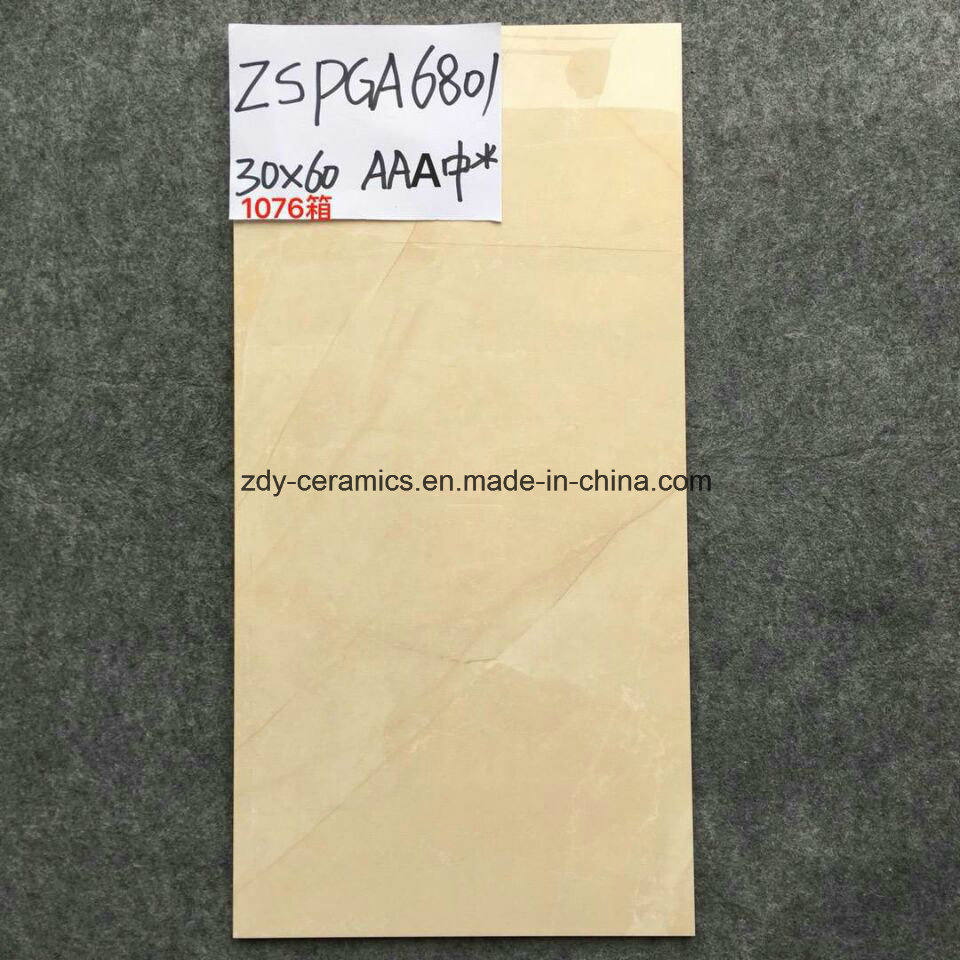 ZSPGA6801
30×60 AAA中*
1076箱
zdy-ceramics.en.made-in-china.com